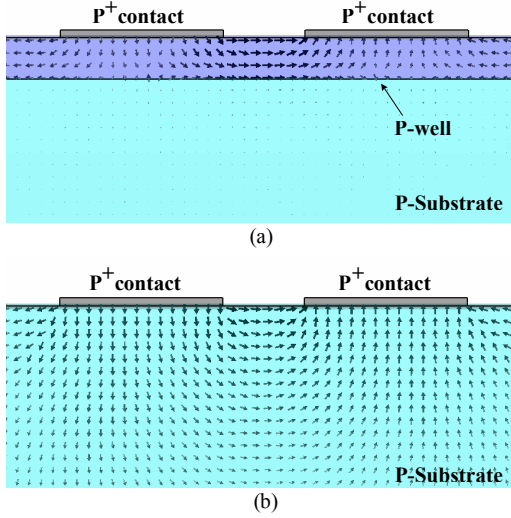 P+contact P+contact
P-well
P-Substrate
(a)
P+contact P+contact
P-Substrate
(b)